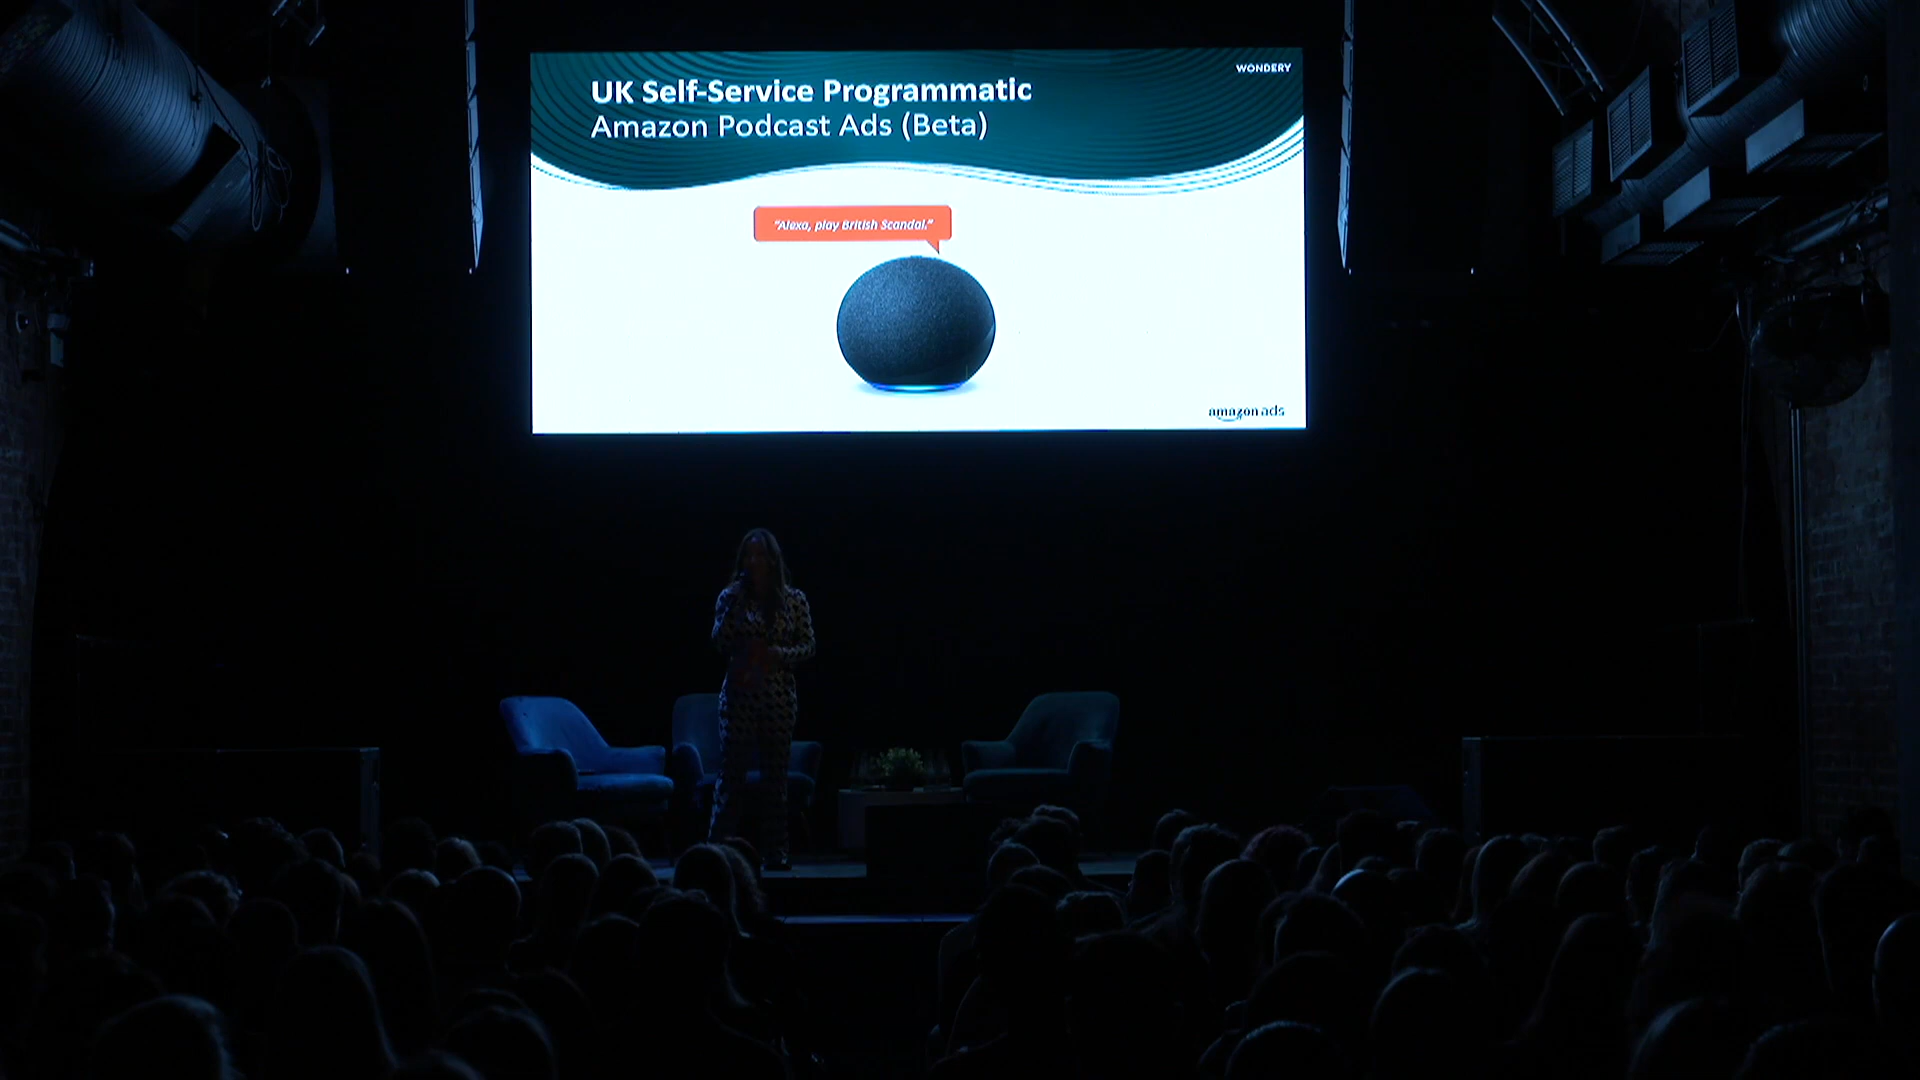 WONDERY
UK Self-Service Programmatic
Amazon Podcast Ads (Beta)
"Alexa, play British Scandal."
amazon ads